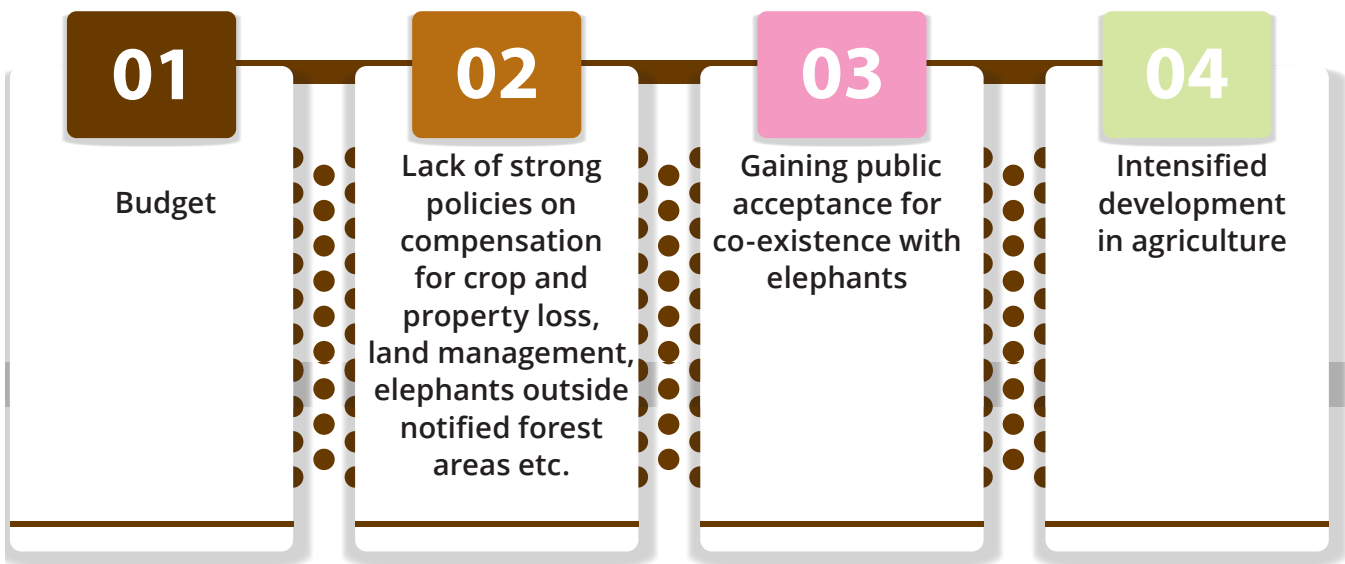 01
Budget
02
Lack of strong
policies on
compensation
for crop and
property loss,
land management,
elephants outside
notified forest
areas etc.
03
Gaining public
acceptance for
co-existence with
elephants
04
Intensified
development
in agriculture